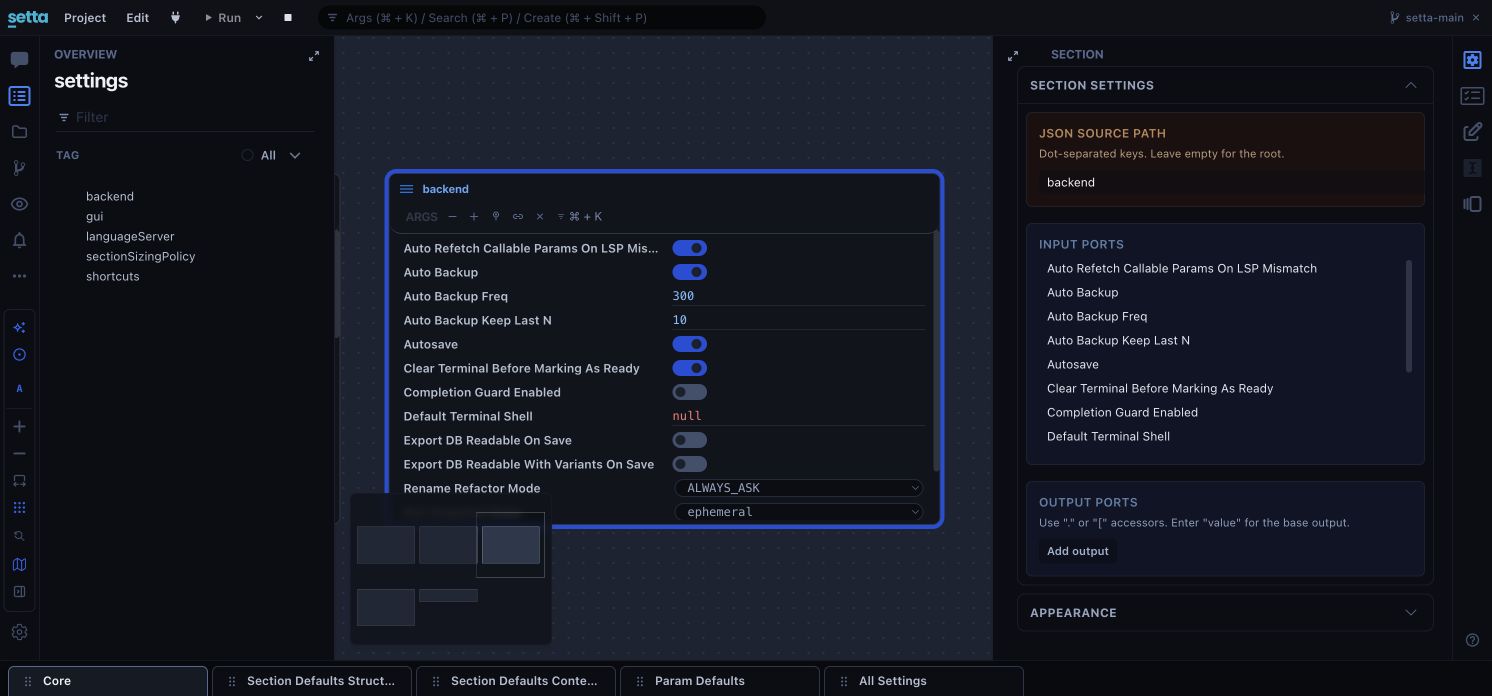 setta
Project
Edit
Run
Args (⌘ + K) / Search (⌘ + P) / Create (⌘ + Shift + P)
setta-main
OVERVIEW
settings
Filter
TAG
All
backend
gui
languageServer
sectionSizingPolicy
shortcuts
A
backend
ARGS
⌘ + K
Auto Refetch Callable Params On LSP Mis...
Auto Backup
Auto Backup Freq
300
Auto Backup Keep Last N
10
Autosave
Clear Terminal Before Marking As Ready
Completion Guard Enabled
Default Terminal Shell
null
Export DB Readable On Save
Export DB Readable With Variants On Save
Rename Refactor Mode
ALWAYS_ASK
ephemeral
SECTION
SECTION SETTINGS
JSON SOURCE PATH
Dot-separated keys. Leave empty for the root.
backend
INPUT PORTS
Auto Refetch Callable Params On LSP Mismatch
Auto Backup
Auto Backup Freq
Auto Backup Keep Last N
Autosave
Clear Terminal Before Marking As Ready
Completion Guard Enabled
Default Terminal Shell
OUTPUT PORTS
Use "." or "[" accessors. Enter "value" for the base output.
Add output
APPEARANCE
Core
Section Defaults Struct...
Section Defaults Conte...
Param Defaults
All Settings